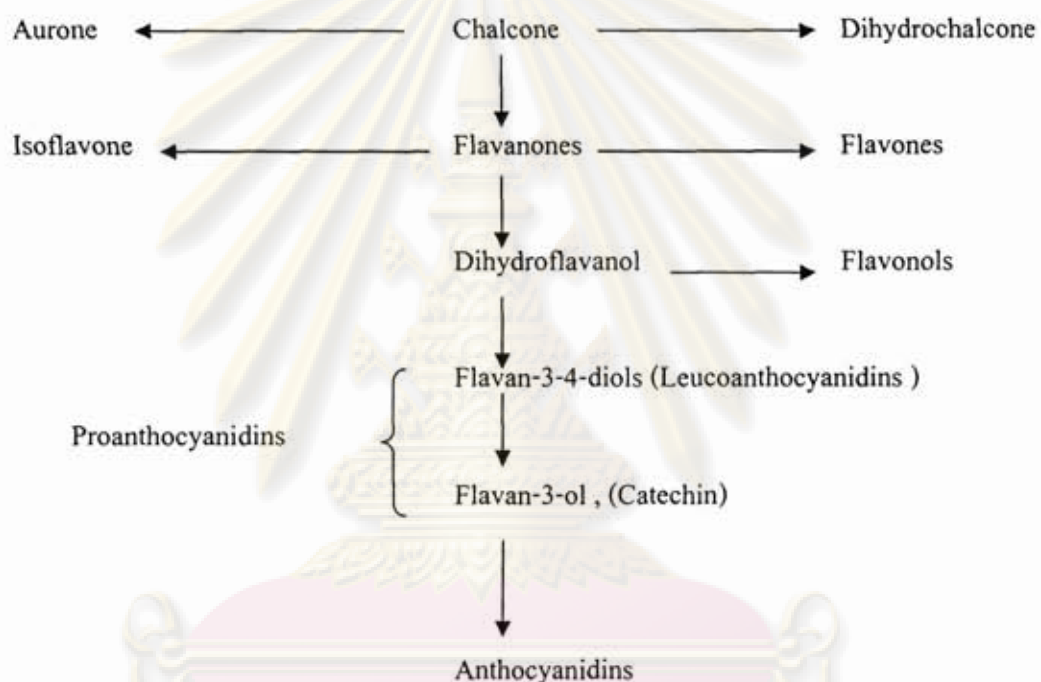 Aurone Chalcone Dihydrochalcone
Isoflavone Flavanones Flavones
Dihydroflavanol Flavonols
Flavan-3-4-diols (Leucoanthocyanidins )
Proanthocyanidins
Flavan-3-ol , (Catechin)
Anthocyanidins